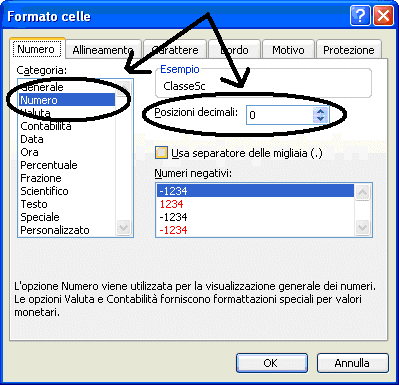 Formato celle
Numero Allineamento Carattere Bordo Motivo Protezione
Categoria:
Generale
Numero
Valuta
Contabilità
Data
Ora
Percentuale
Frazione
Scientifico
Testo
Speciale
Personalizzato
Esempio
ClasseSc
Posizioni decimali: 0
Usa separatore delle migliaia (.)
Numeri negativi:
-1234
1234
-1234
-1234
L'opzione Numero viene utilizzata per la visualizzazione generale dei numeri.
Le opzioni Valuta e Contabilità forniscono formattazioni speciali per valori
monetari.
OK Annulla